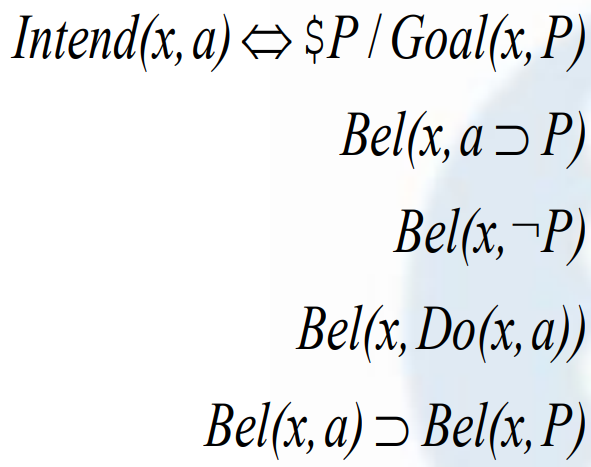 Intend(x, a) ⇔ $P / Goal(x, P)
Bel(x, a ⊃ P)
Bel(x, ¬P)
Bel(x, Do(x, a))
Bel(x, a) ⊃ Bel(x, P)